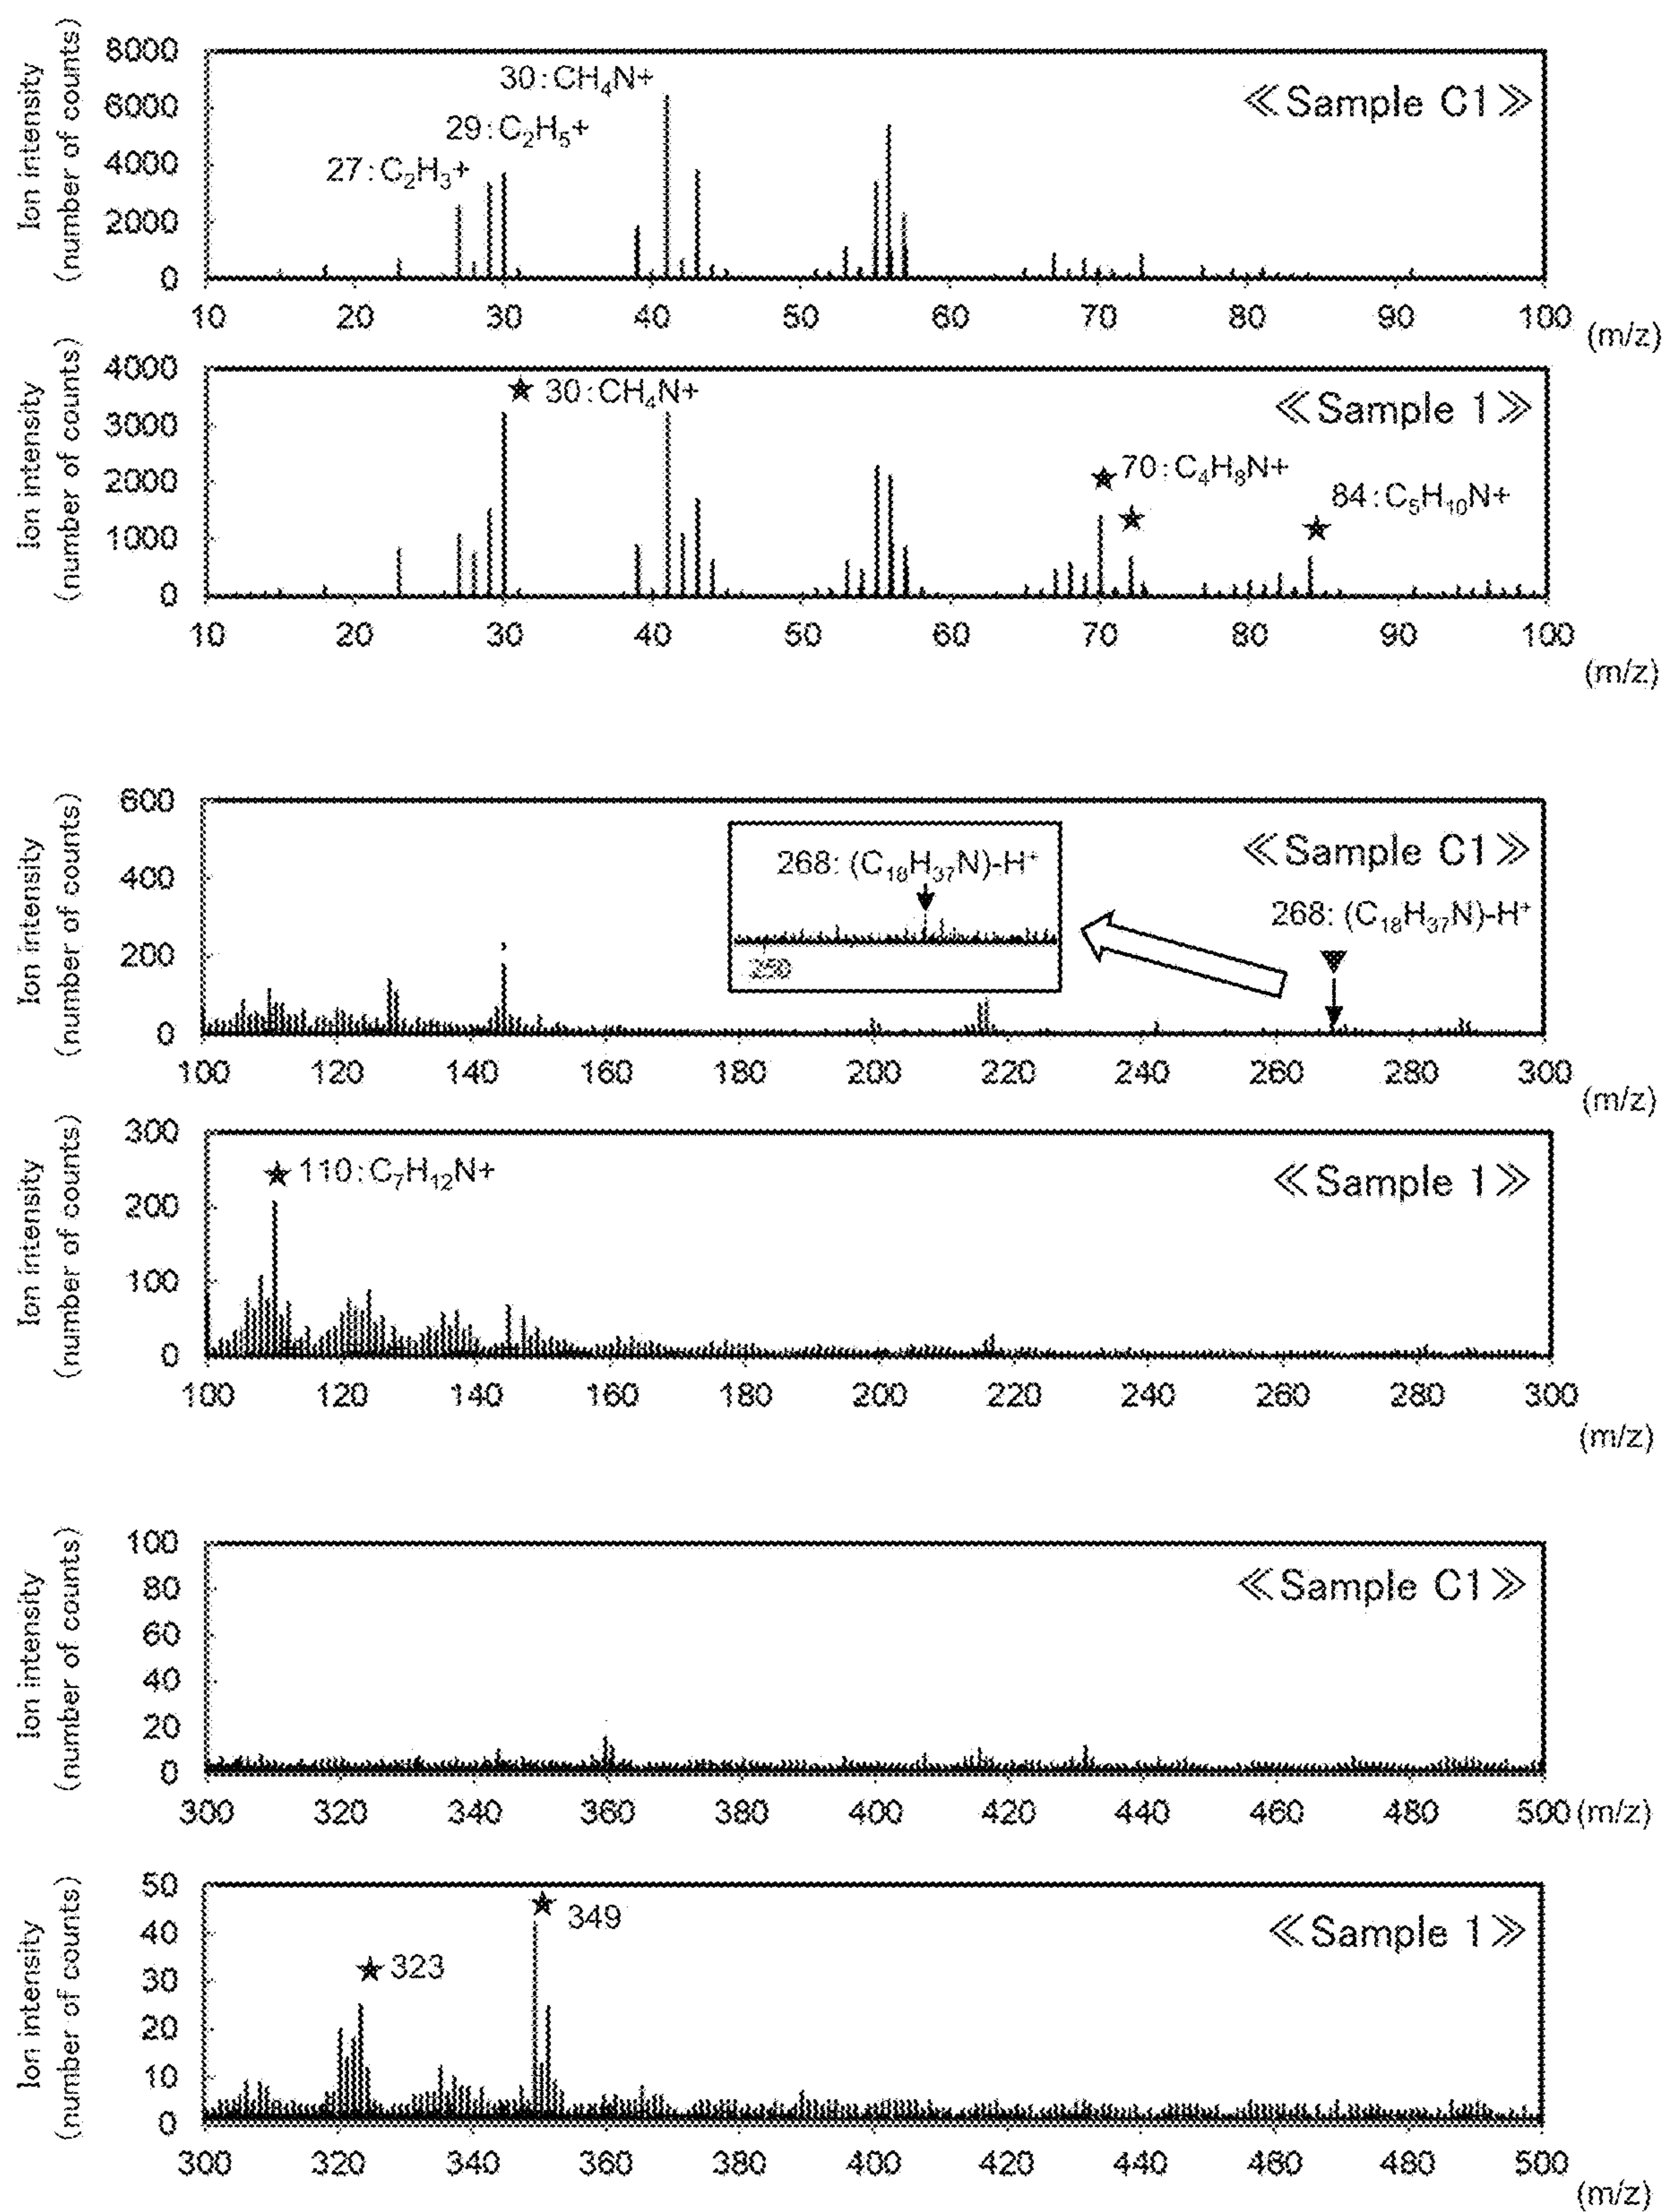 Ion intensity
(number of counts)
8000
6000
4000
2000
0
30:CH₄N+
29:C₂H₅+
27:C₂H₃+
≪Sample C1≫
10 20 30 40 50 60 70 80 90 100 (m/z)
Ion intensity
(number of counts)
4000
3000
2000
1000
0
★ 30:CH₄N+
≪Sample 1≫
★ 70:C₄H₈N+
★
84:C₅H₁₀N+
★
10 20 30 40 50 60 70 80 90 100
(m/z)
Ion intensity
(number of counts)
600
400
200
0
≪Sample C1≫
268: (C₁₈H₃₇N)-H⁺
250
268: (C₁₈H₃₇N)-H⁺
100 120 140 160 180 200 220 240 260 280 300
(m/z)
Ion intensity
(number of counts)
300
200
100
0
★ 110:C₇H₁₂N+
≪Sample 1≫
100 120 140 160 180 200 220 240 260 280 300
(m/z)
Ion intensity
(number of counts)
100
80
60
40
20
0
≪Sample C1≫
300 320 340 360 380 400 420 440 460 480 500 (m/z)
Ion intensity
(number of counts)
50
40
30
20
10
0
★ 349
★ 323
≪Sample 1≫
300 320 340 360 380 400 420 440 460 480 500
(m/z)